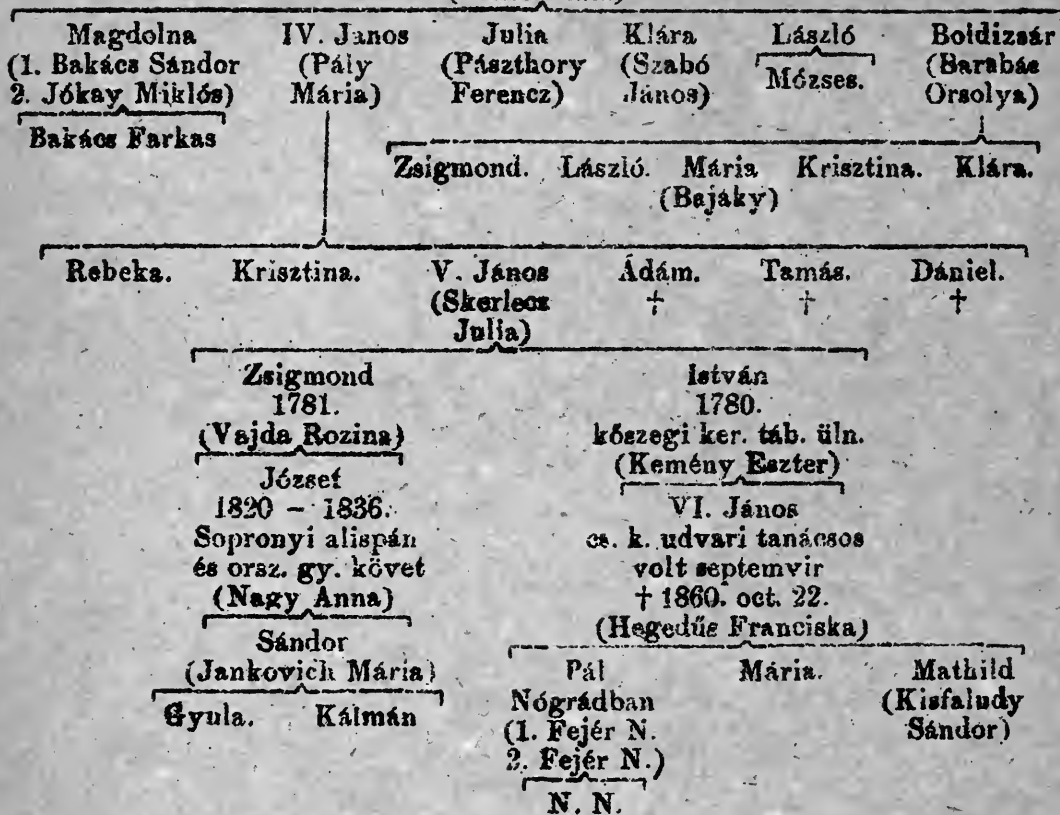 Magdolna IV. János Julia Klára László Boldizsár
(1. Bakács Sándor (Pály (Pászthory (Szabó Mózses. (Barabás
2. Jókay Miklós) Mária) Ferencz) János) Orsolya)
Bakács Farkas
Zsigmond. László. Mária Krisztina. Klára.
(Bajáky)
Rebeka. Krisztina. V. János Ádám. Tamás. Dániel.
(Skerlecz † † †
Julia)
Zsigmond István
1781. 1780.
(Vajda Rozina) kőszegi ker. táb. üln.
József (Kemény Eszter)
1820 – 1836. VI. János
Sopronyi alispán cs. k. udvari tanácsos
és orsz. gy. követ volt septemvir
(Nagy Anna) † 1860. oct. 22.
Sándor (Hegedűs Franciska)
(Jankovich Mária) Pál Mária. Mathild
Gyula. Kálmán Nógrádban (Kisfaludy
(1. Fejér N. Sándor)
2. Fejér N.)
N. N.